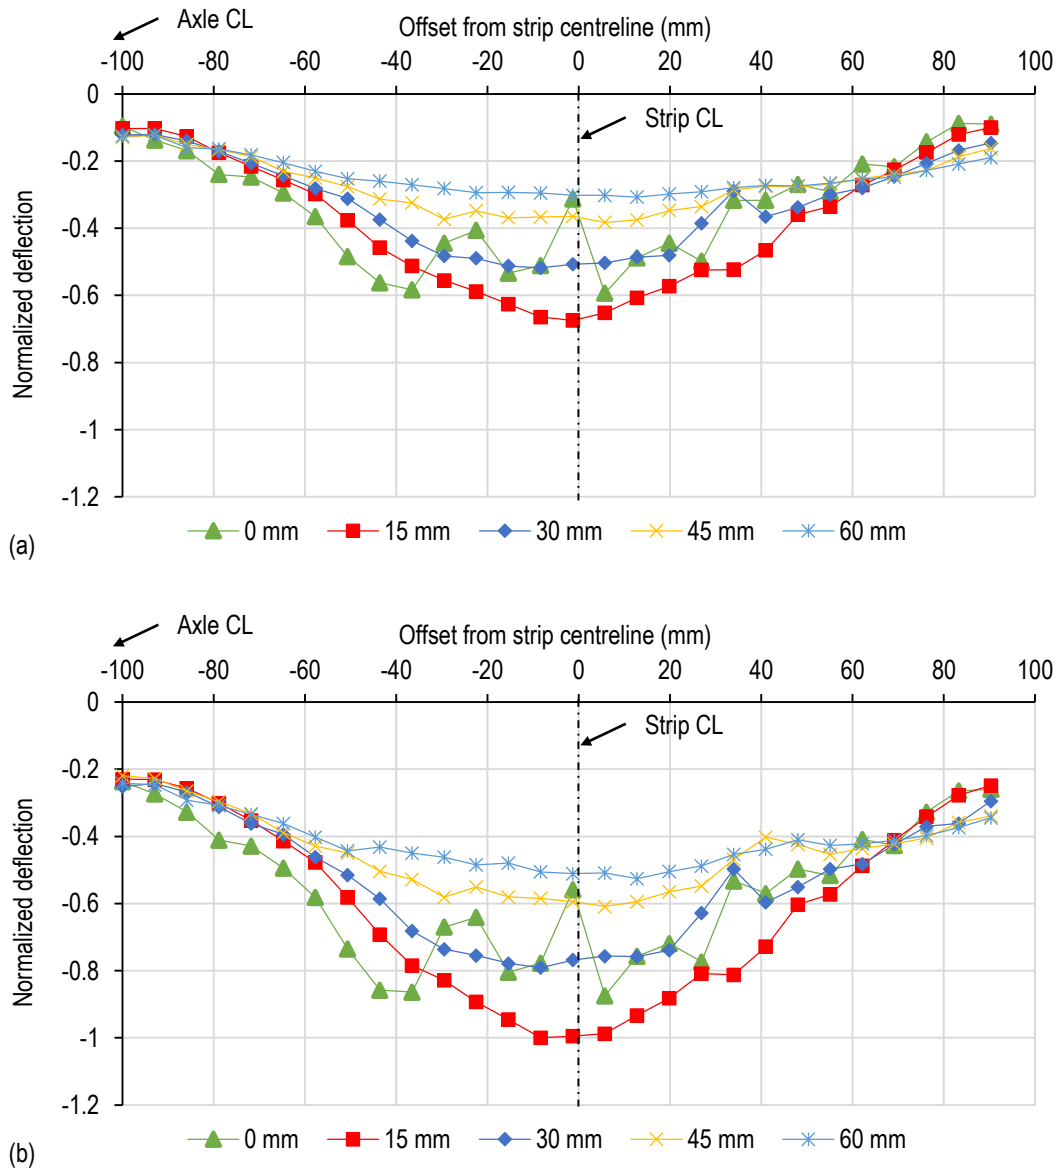 Axle CL
Offset from strip centreline (mm)
-100 -80 -60 -40 -20 0 20 40 60 80 100
0
Strip CL
-0.2
-0.4
-0.6
-0.8
-1
-1.2
Normalized deflection
0 mm 15 mm 30 mm 45 mm 60 mm
(a)
Axle CL
Offset from strip centreline (mm)
-100 -80 -60 -40 -20 0 20 40 60 80 100
0
Strip CL
-0.2
-0.4
-0.6
-0.8
-1
-1.2
Normalized deflection
0 mm 15 mm 30 mm 45 mm 60 mm
(b)